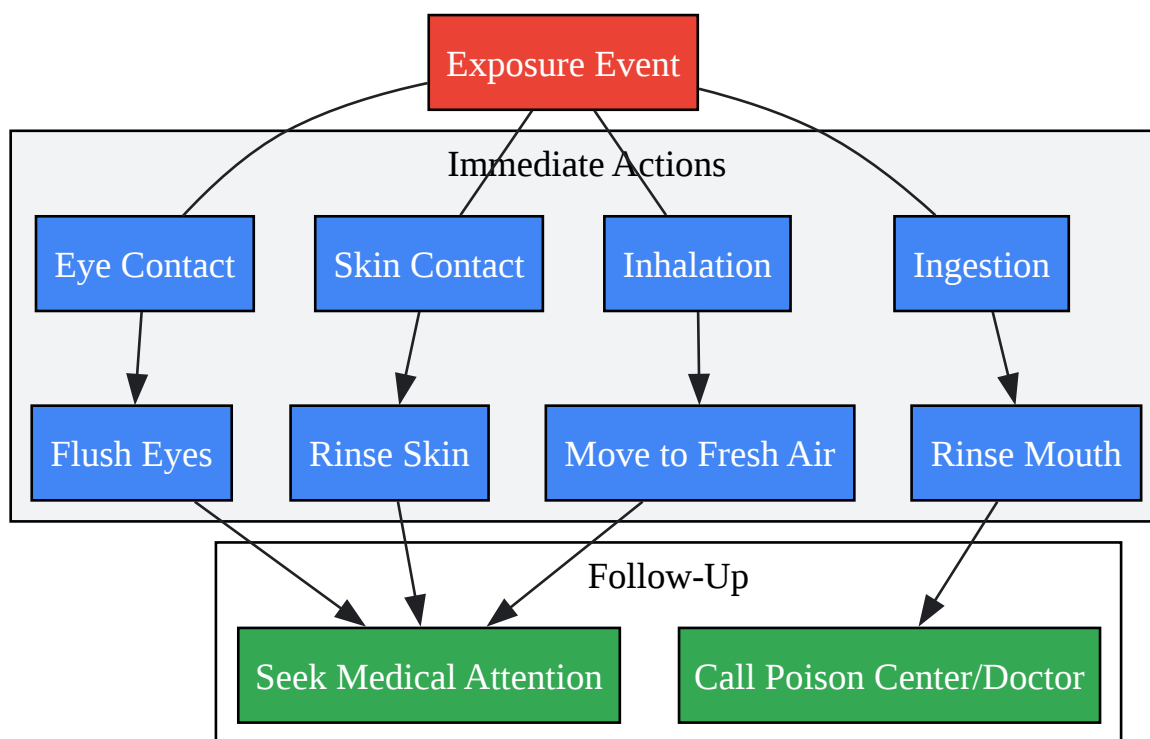 Exposure Event
Immediate Actions
Eye Contact
Skin Contact
Inhalation
Ingestion
Flush Eyes
Rinse Skin
Move to Fresh Air
Rinse Mouth
Follow-Up
Seek Medical Attention
Call Poison Center/Doctor